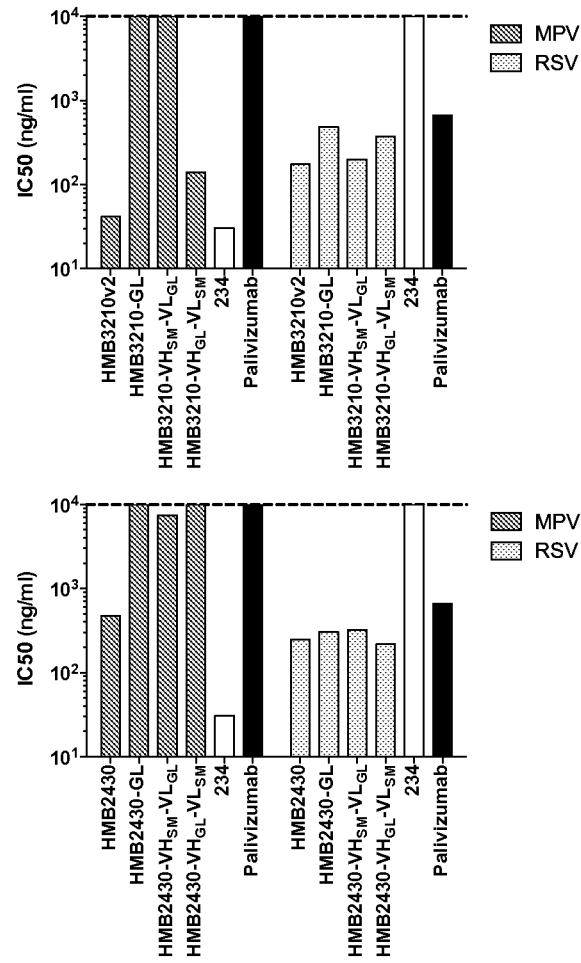 10⁴
10³
10²
10¹
IC50 (ng/ml)
MPV
RSV
HMB3210v2
HMB3210-GL
HMB3210-VH_SM-VL_GL
HMB3210-VH_GL-VL_SM
234
Palivizumab
HMB3210v2
HMB3210-GL
HMB3210-VH_SM-VL_GL
HMB3210-VH_GL-VL_SM
234
Palivizumab
10⁴
10³
10²
10¹
IC50 (ng/ml)
MPV
RSV
HMB2430
HMB2430-GL
HMB2430-VH_SM-VL_GL
HMB2430-VH_GL-VL_SM
234
Palivizumab
HMB2430
HMB2430-GL
HMB2430-VH_SM-VL_GL
HMB2430-VH_GL-VL_SM
234
Palivizumab